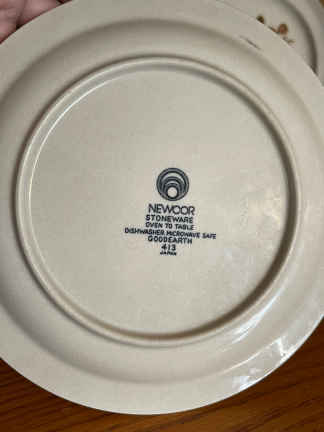 NEWCOR
STONEWARE
OVEN TO TABLE
DISHWASHER. MICROWAVE SAFE
GOODEARTH
413
JAPAN